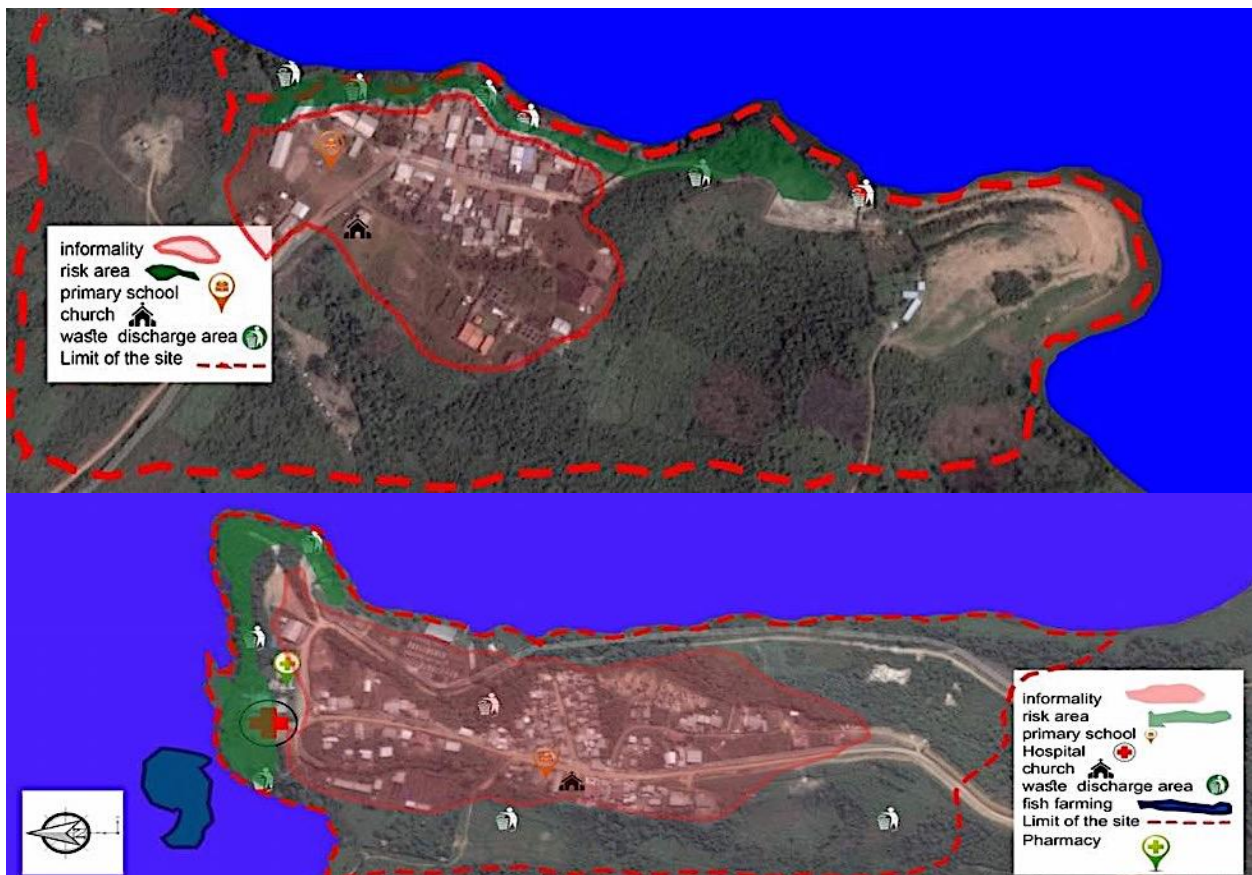 informality
risk area
primary school
church
waste discharge area
Limit of the site
informality
risk area
primary school
Hospital
church
waste discharge area
fish farming
Limit of the site
Pharmacy